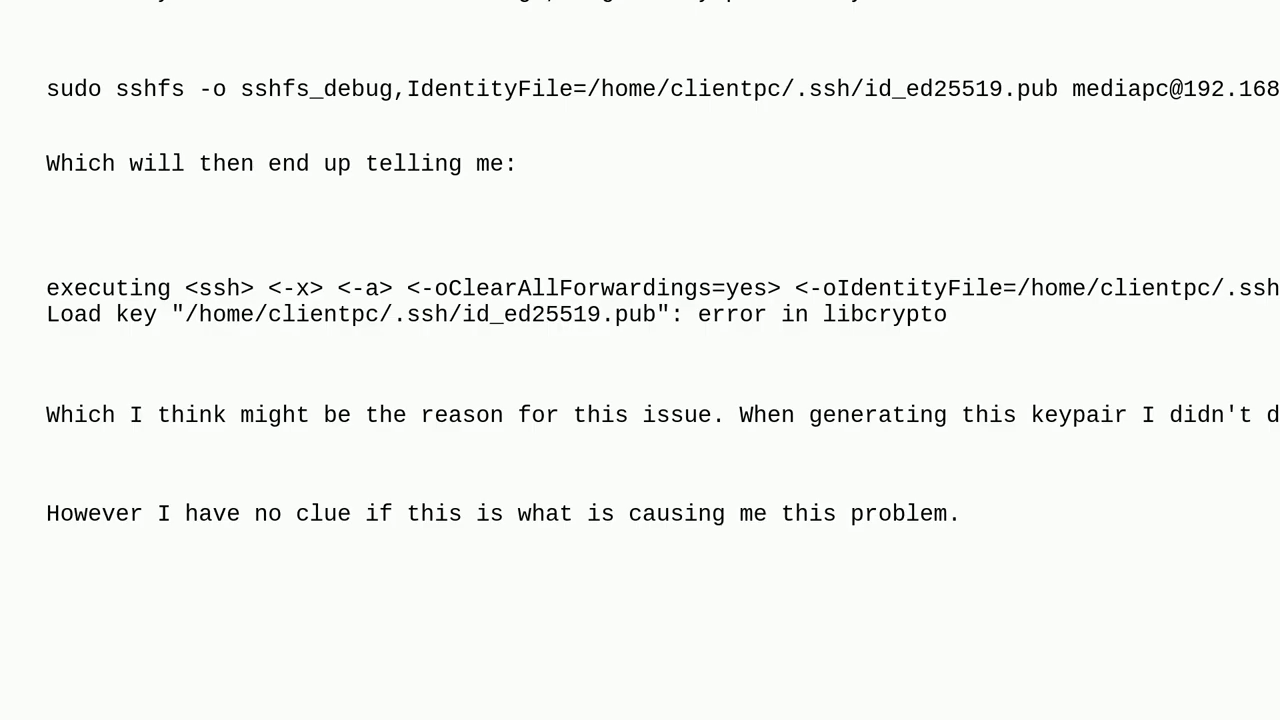 sudo sshfs -o sshfs_debug,IdentityFile=/home/clientpc/.ssh/id_ed25519.pub mediapc@192.168
Which will then end up telling me:
executing <ssh> <-x> <-a> <-oClearAllForwardings=yes> <-oIdentityFile=/home/clientpc/.ssh
Load key "/home/clientpc/.ssh/id_ed25519.pub": error in libcrypto
Which I think might be the reason for this issue. When generating this keypair I didn't d
However I have no clue if this is what is causing me this problem.